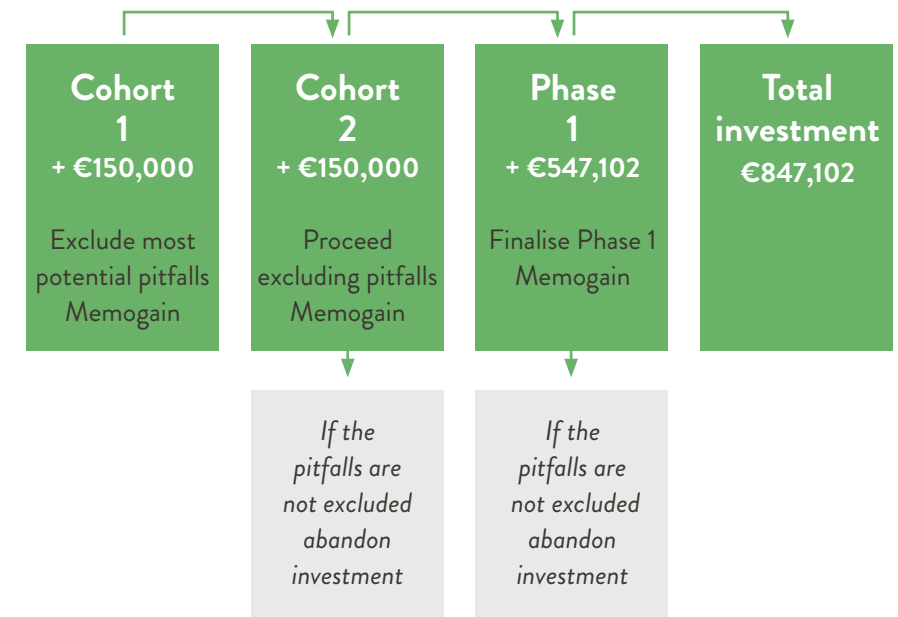 Cohort
1
+ €150,000
Exclude most
potential pitfalls
Memogain
Cohort
2
+ €150,000
Proceed
excluding pitfalls
Memogain
Phase
1
+ €547,102
Finalise Phase 1
Memogain
Total
investment
€847,102
If the
pitfalls are
not excluded
abandon
investment
If the
pitfalls are
not excluded
abandon
investment